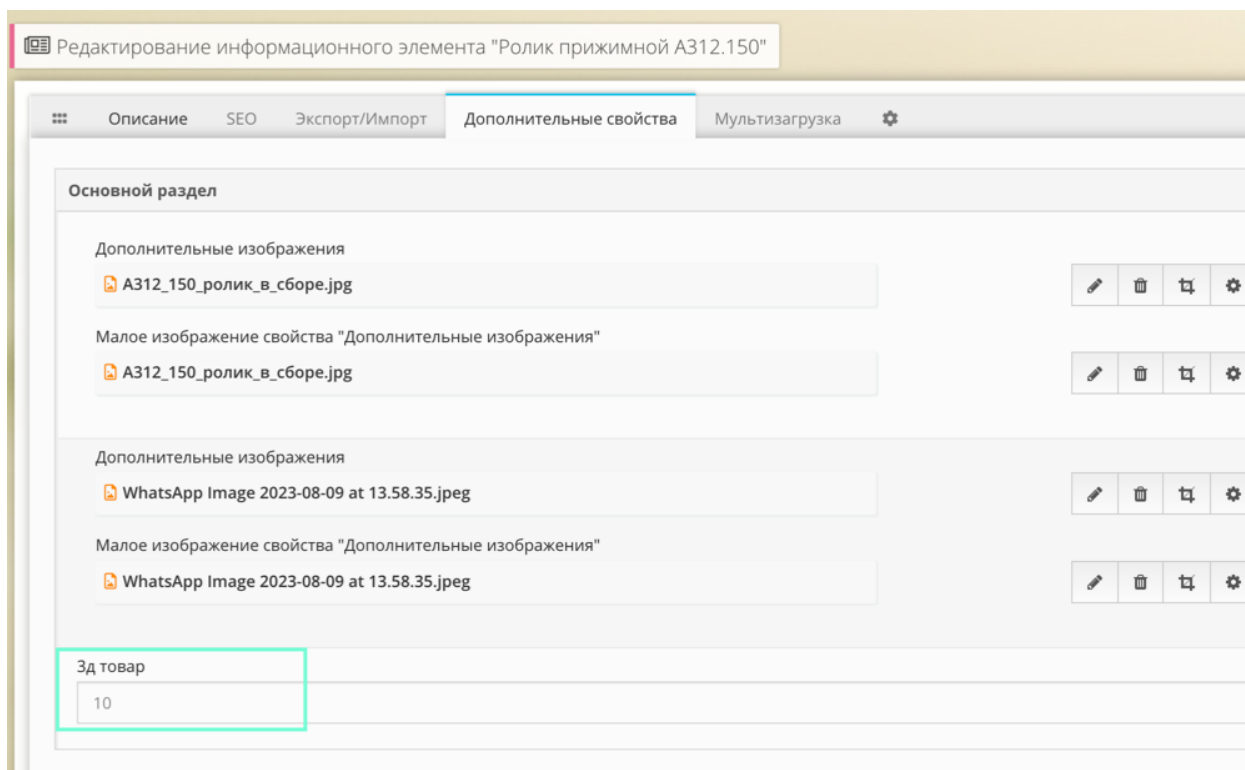 Редактирование информационного элемента "Ролик прижимной А312.150"
Описание SEO Экспорт/Импорт Дополнительные свойства Мультизагрузка
Основной раздел
Дополнительные изображения
А312_150_ролик_в_сборе.jpg
Малое изображение свойства "Дополнительные изображения"
А312_150_ролик_в_сборе.jpg
Дополнительные изображения
WhatsApp Image 2023-08-09 at 13.58.35.jpeg
Малое изображение свойства "Дополнительные изображения"
WhatsApp Image 2023-08-09 at 13.58.35.jpeg
3д товар
10